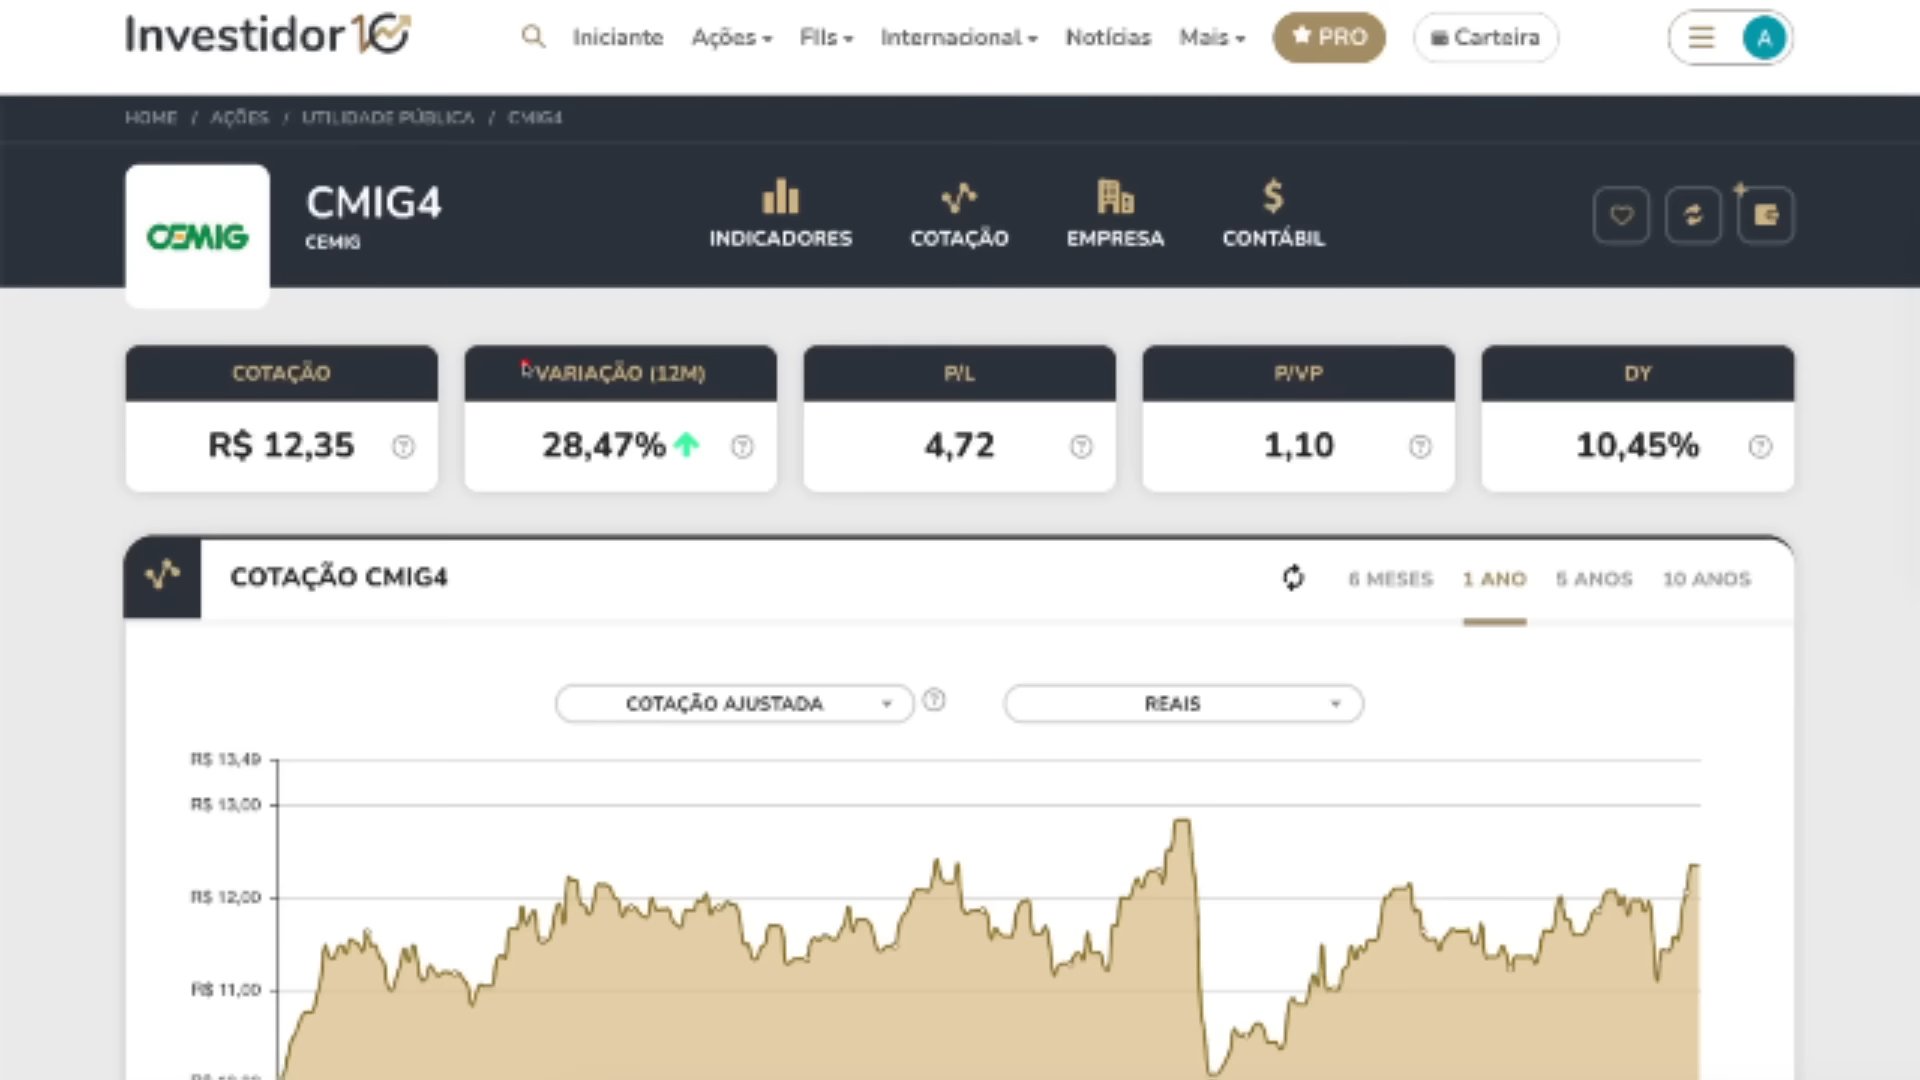 Investidor10
Iniciante Ações FIIs Internacional Notícias Mais PRO Carteira A
HOME / AÇÕES / UTILIDADE PÚBLICA / CMIG4
CEMIG
CMIG4
CEMIG
INDICADORES COTAÇÃO EMPRESA CONTÁBIL
COTAÇÃO VARIAÇÃO (12M) P/L P/VP DY
R$ 12,35 28,47% 4,72 1,10 10,45%
COTAÇÃO CMIG4
6 MESES 1 ANO 5 ANOS 10 ANOS
COTAÇÃO AJUSTADA REAIS
R$ 13,49
R$ 13,00
R$ 12,00
R$ 11,00